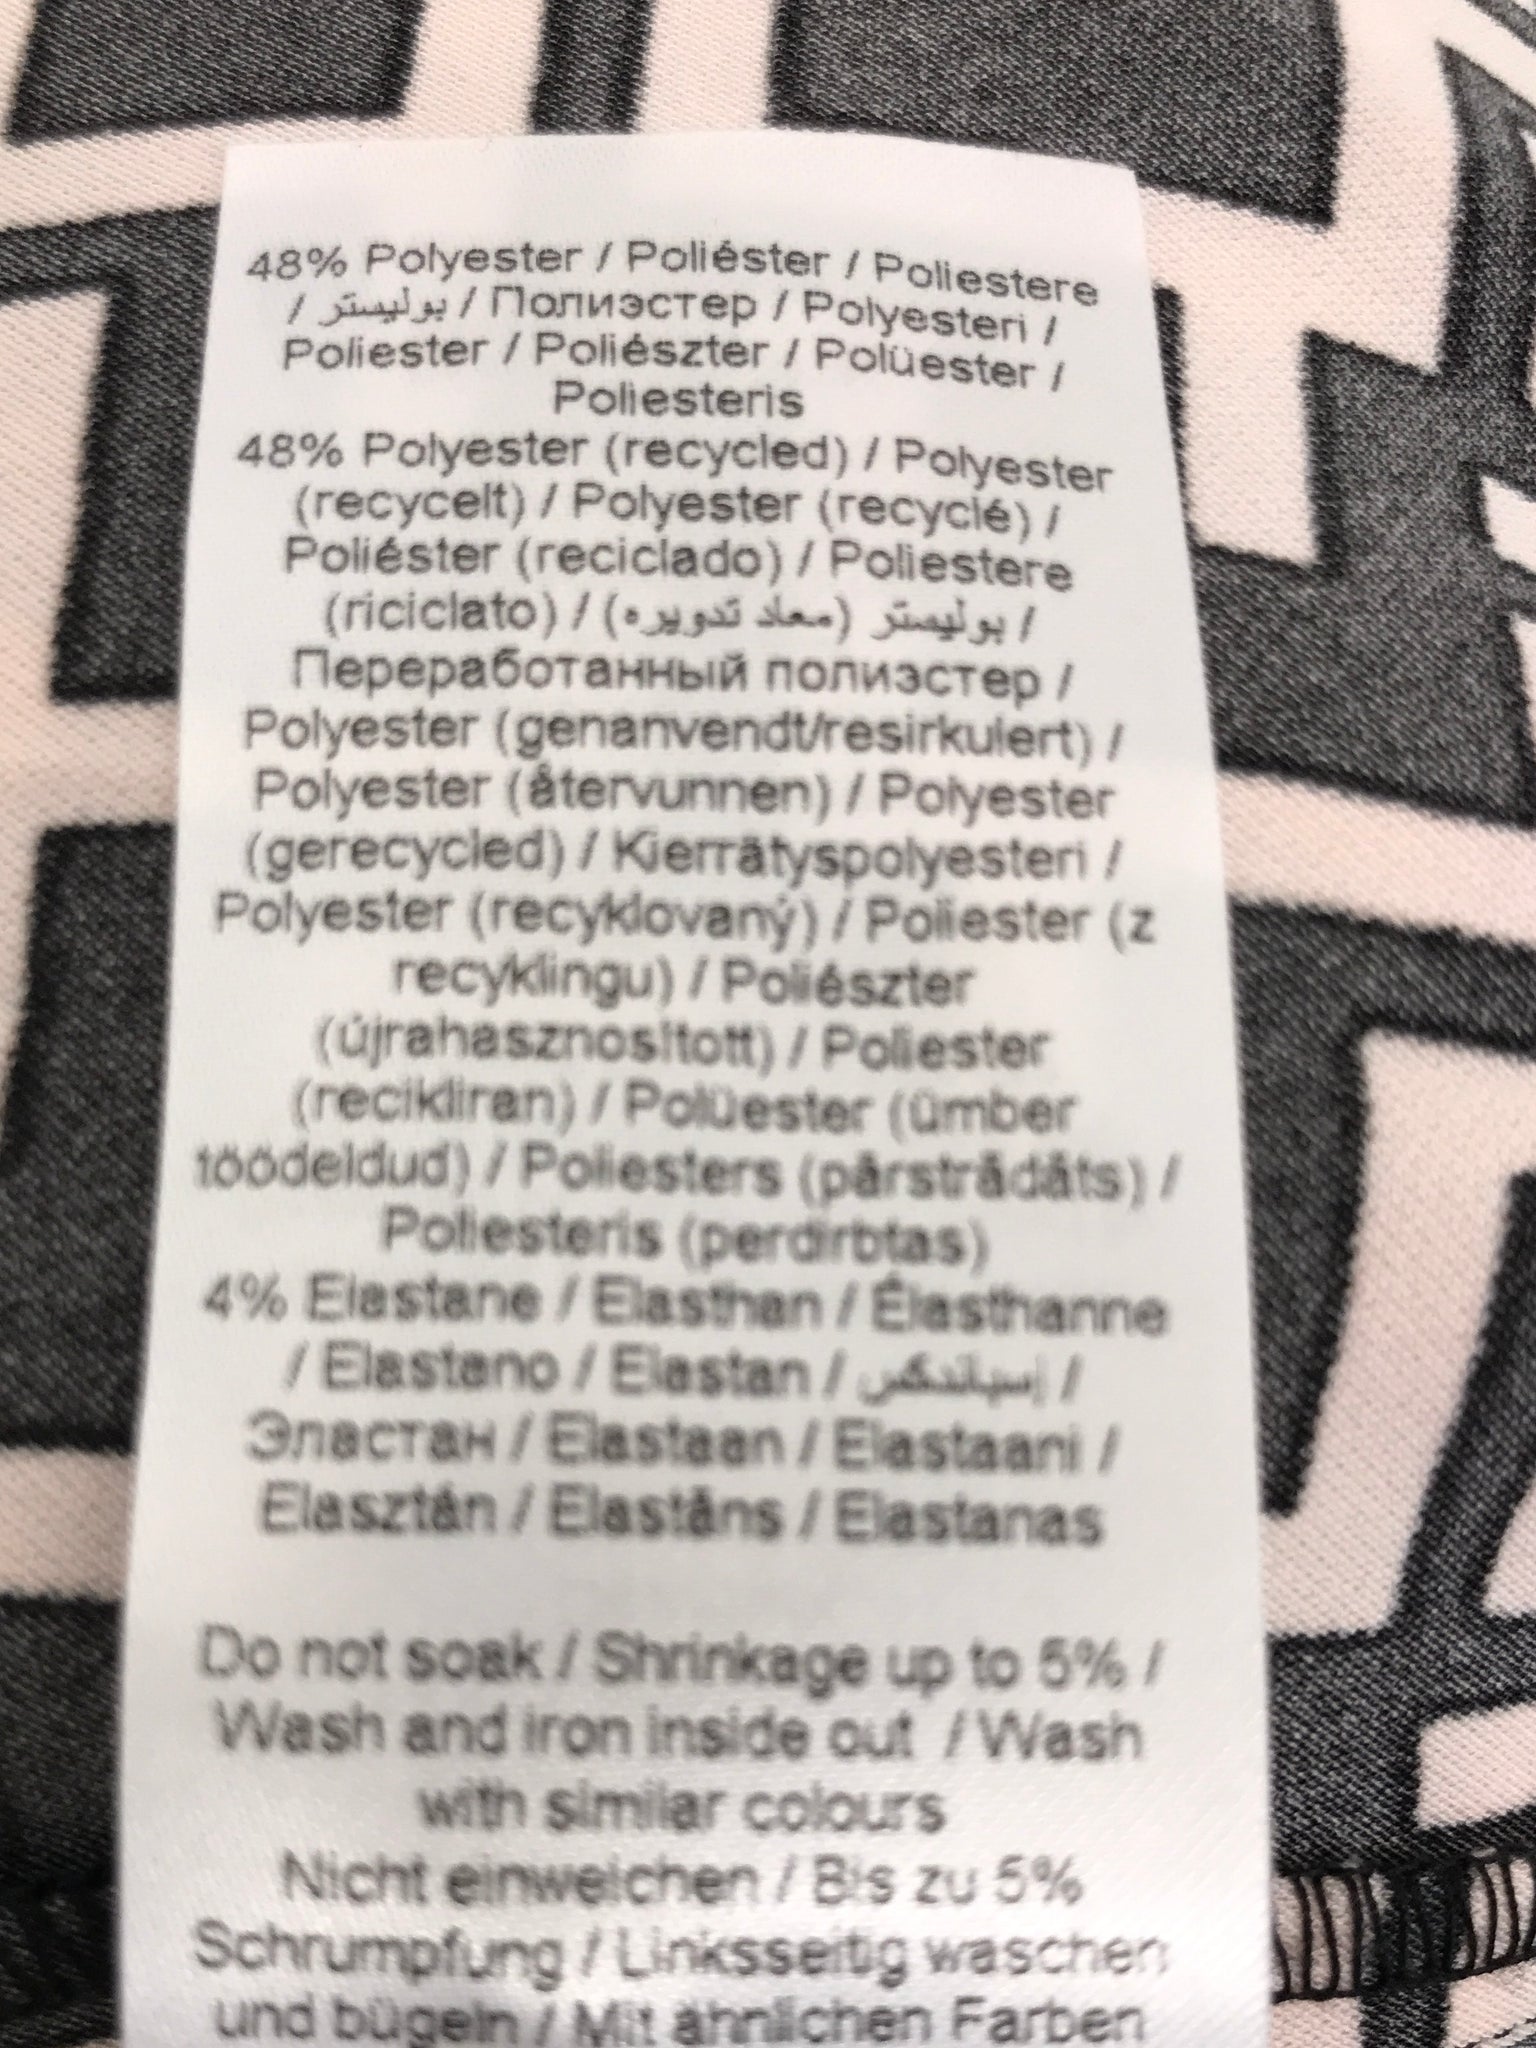 48% Polyester / Poliéster / Poliestere
/ بوليستر / Полиэстер / Polyesteri /
Poliester / Poliészter / Polüester /
Poliesteris
48% Polyester (recycled) / Polyester
(recycelt) / Polyester (recyclé) /
Poliéster (reciclado) / Poliestere
(riciclato) / بوليستر (معاد تدويره) /
Переработанный полиэстер /
Polyester (genanvendt/resirkulert) /
Polyester (återvunnen) / Polyester
(gerecycled) / Kierrätyspolyesteri /
Polyester (recyklovaný) / Poliester (z
recyklingu) / Poliészter
(újrahasznosított) / Poliester
(recikliran) / Polüester (ümber
töödeldud) / Poliesters (pārstrādāts) /
Poliesteris (perdirbtas)
4% Elastane / Elasthan / Élasthanne
/ Elastano / Elastan / إسباندكس /
Эластан / Elastaan / Elastaani /
Elasztán / Elastāns / Elastanas
Do not soak / Shrinkage up to 5% /
Wash and iron inside out / Wash
with similar colours
Nicht einweichen / Bis zu 5%
Schrumpfung / Linksseitig waschen
und bügeln / Mit ähnlichen Farben